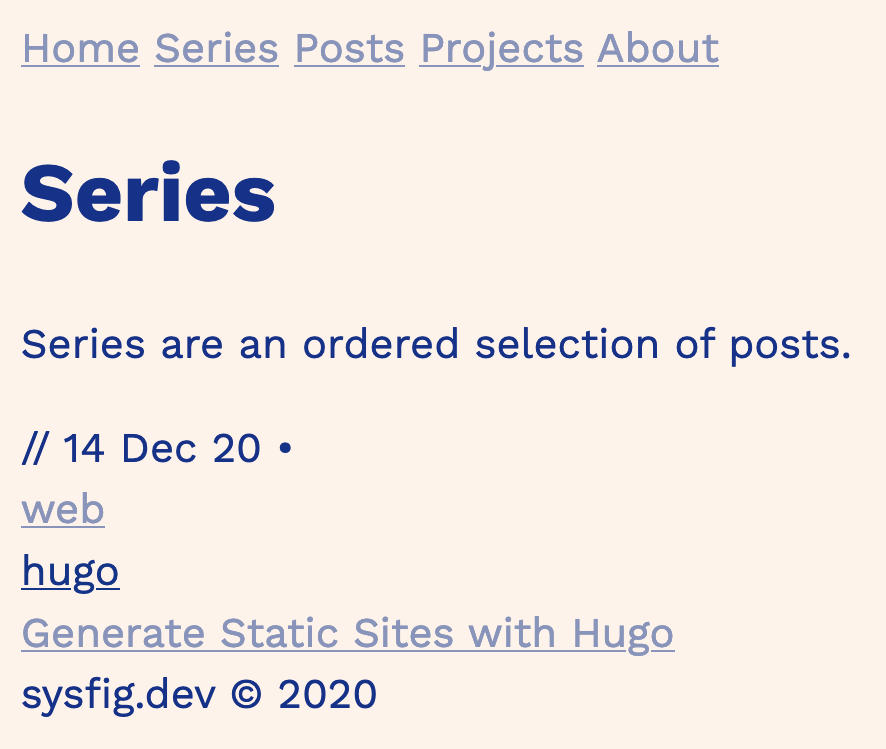 Home Series Posts Projects About
Series
Series are an ordered selection of posts.
// 14 Dec 20 •
web
hugo
Generate Static Sites with Hugo
sysfig.dev © 2020